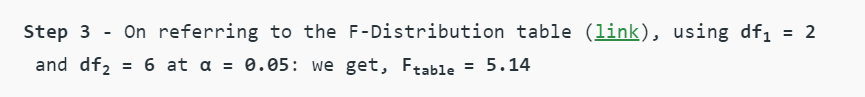 Step 3 - On referring to the F-Distribution table (link), using df₁ = 2
and df₂ = 6 at α = 0.05: we get, Fₜₐbₗₑ = 5.14